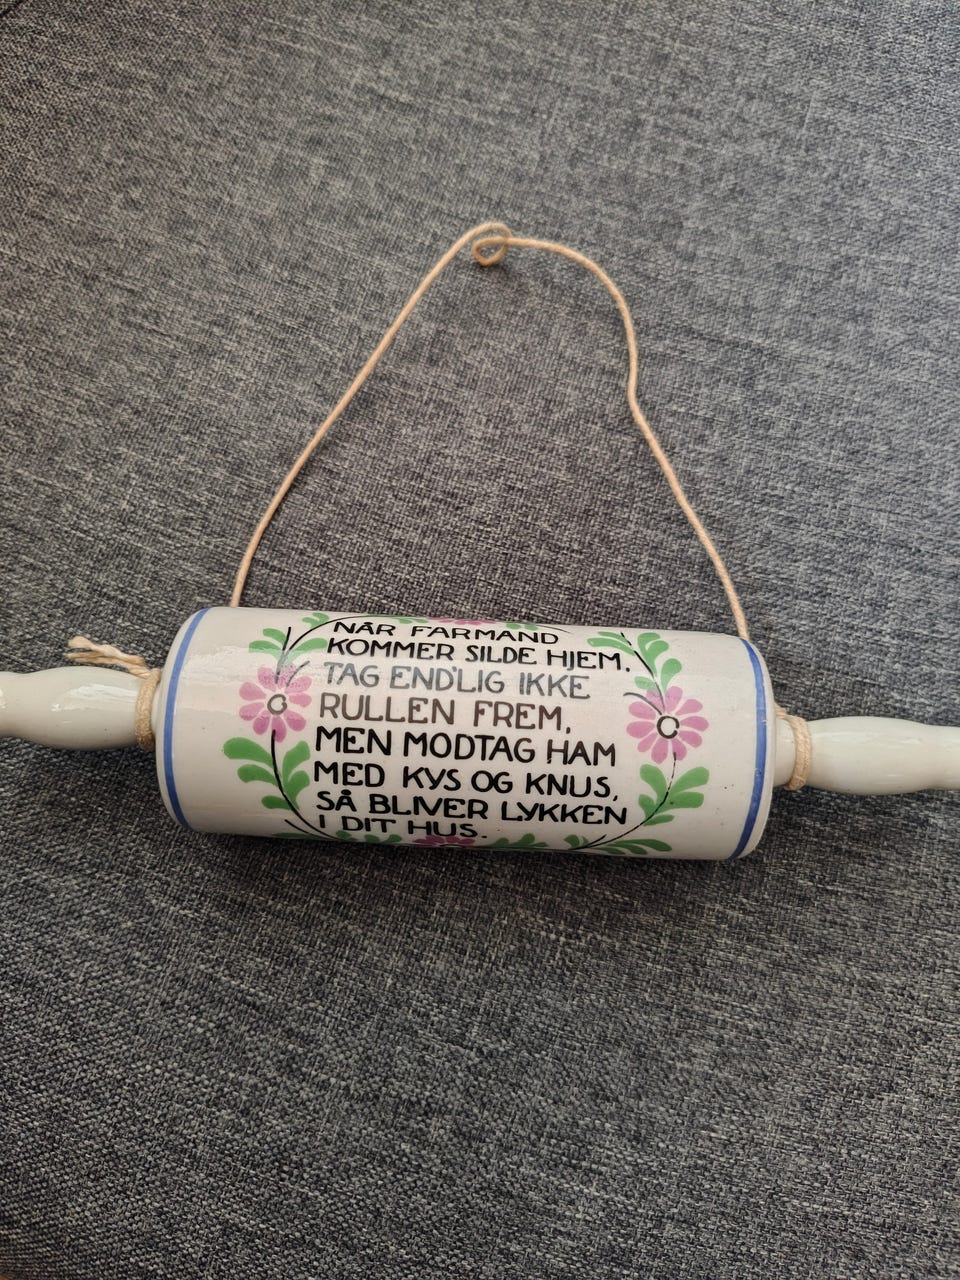 NÅR FARMAND
KOMMER SILDE HJEM,
TAG END'LIG IKKE
RULLEN FREM,
MEN MODTAG HAM
MED KYS OG KNUS,
SÅ BLIVER LYKKEN
I DIT HUS.